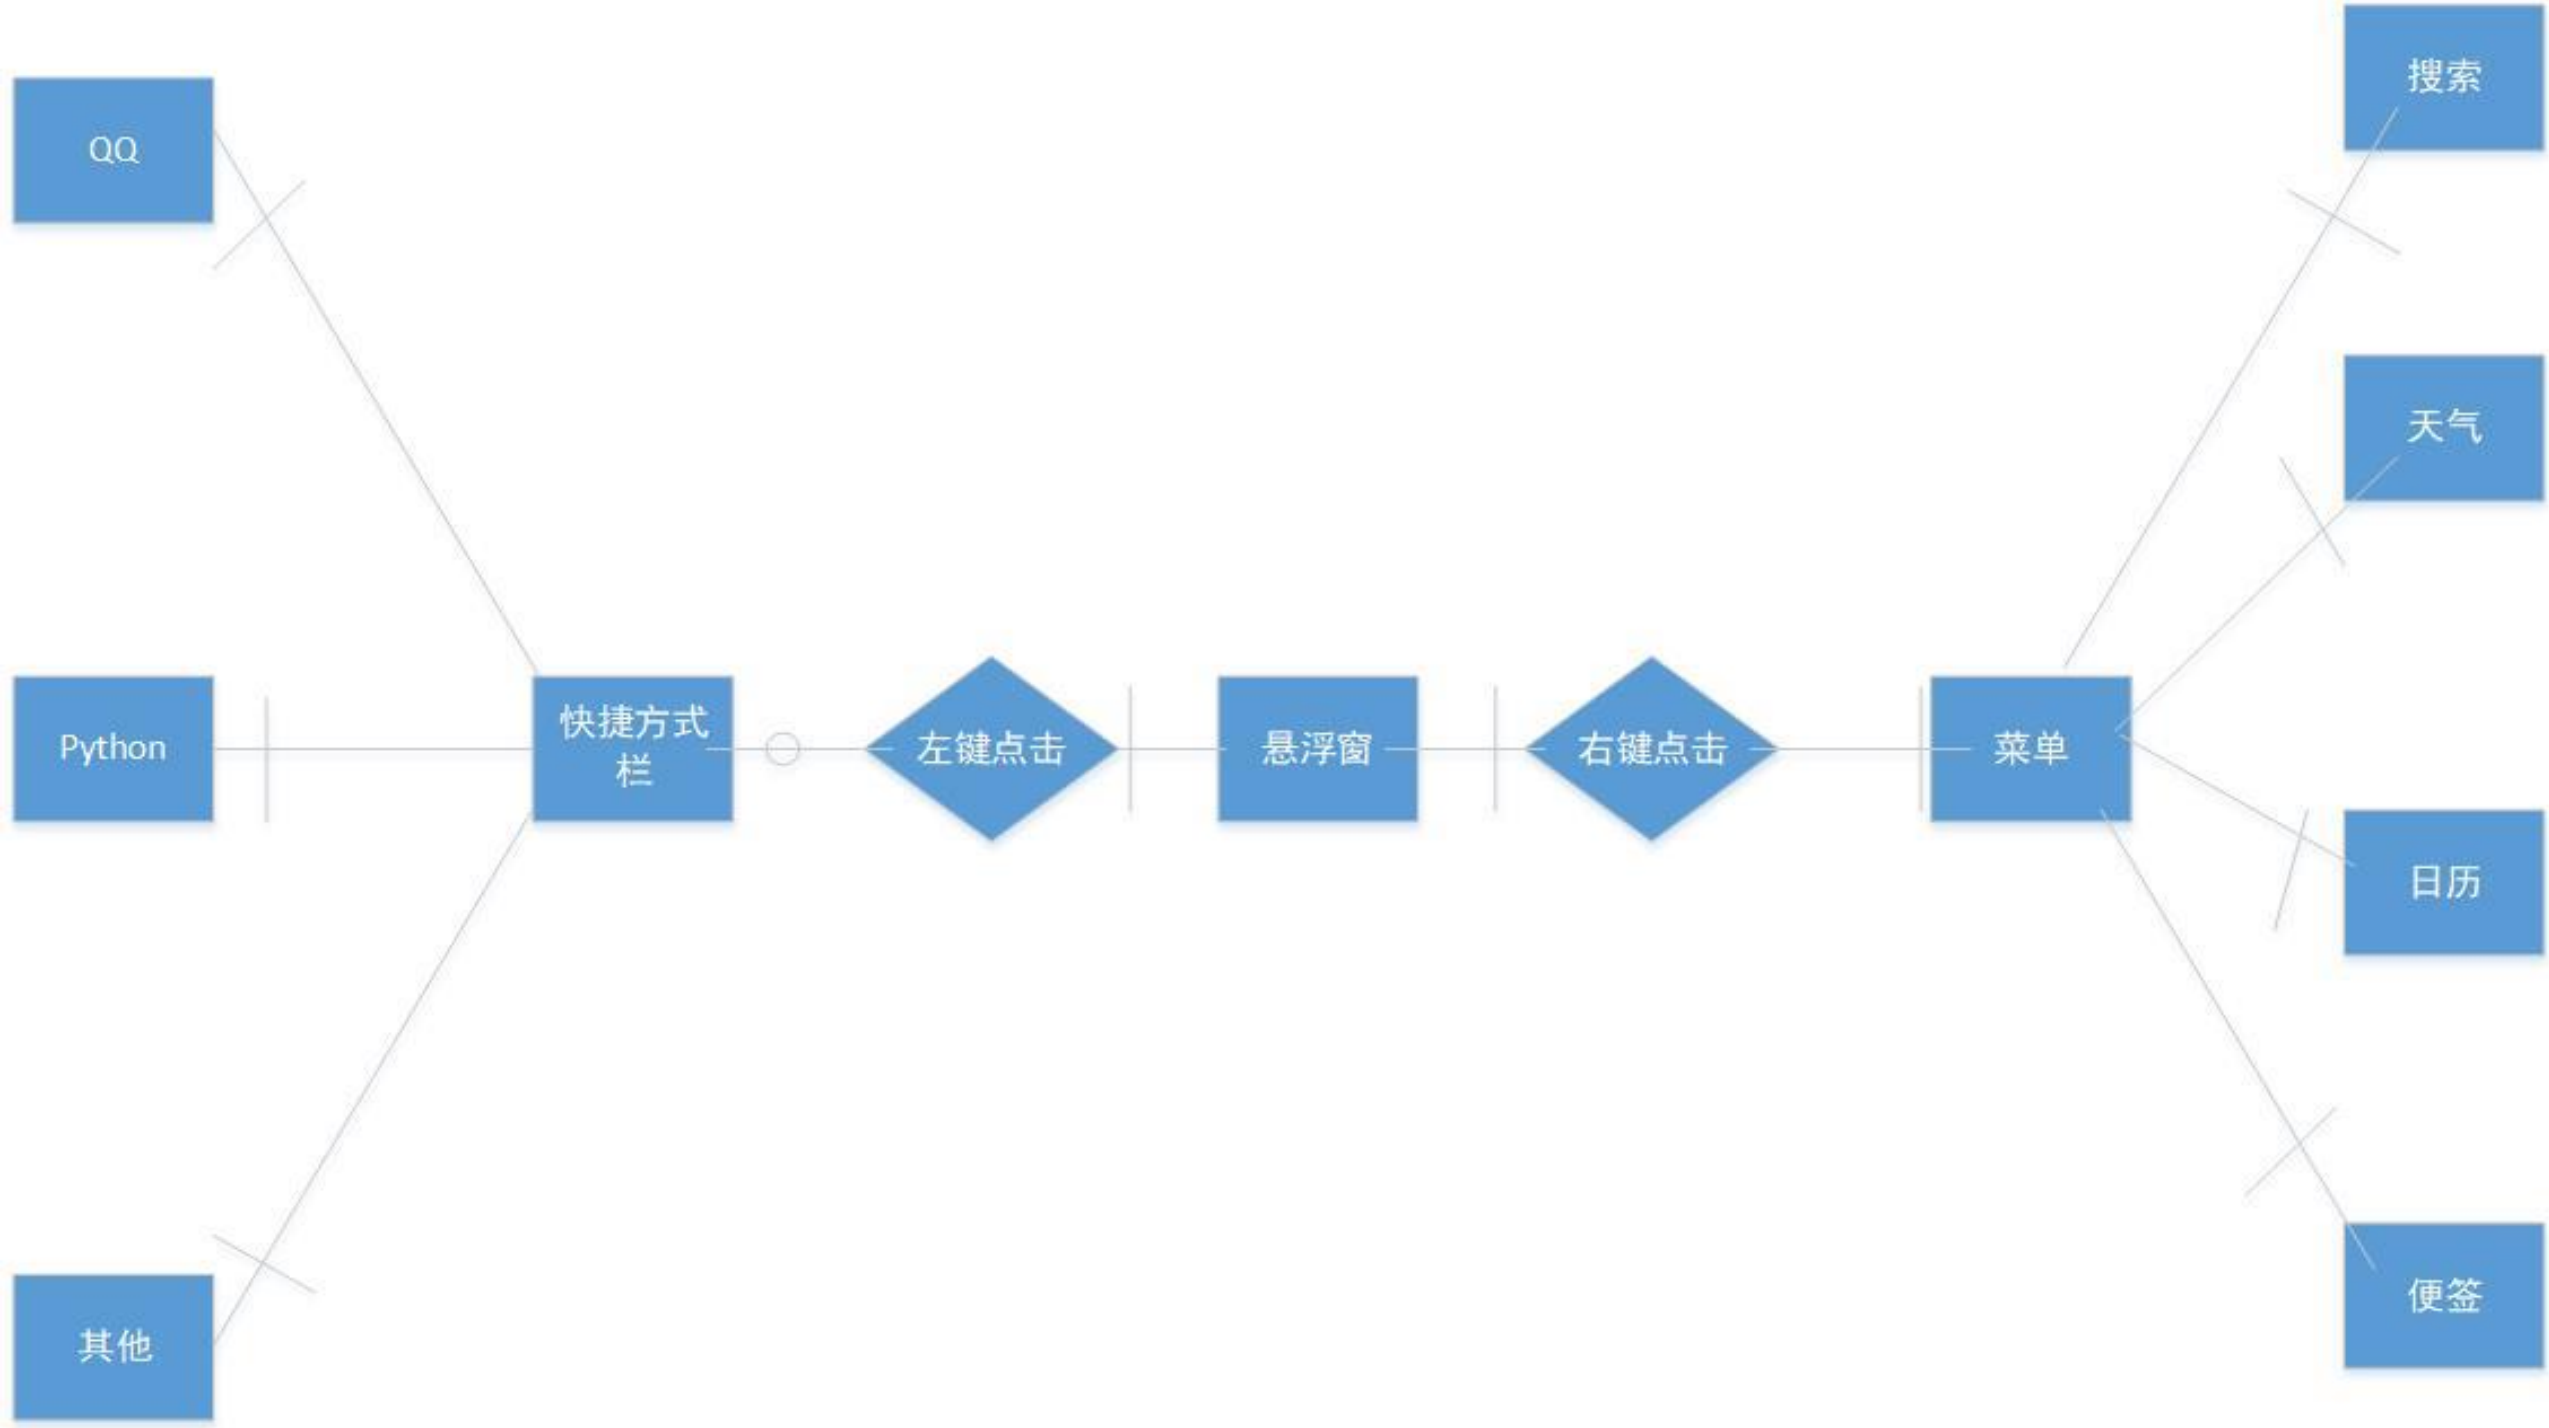 搜索
QQ
天气
Python
快捷方式
栏
左键点击
悬浮窗
右键点击
菜单
日历
便签
其他